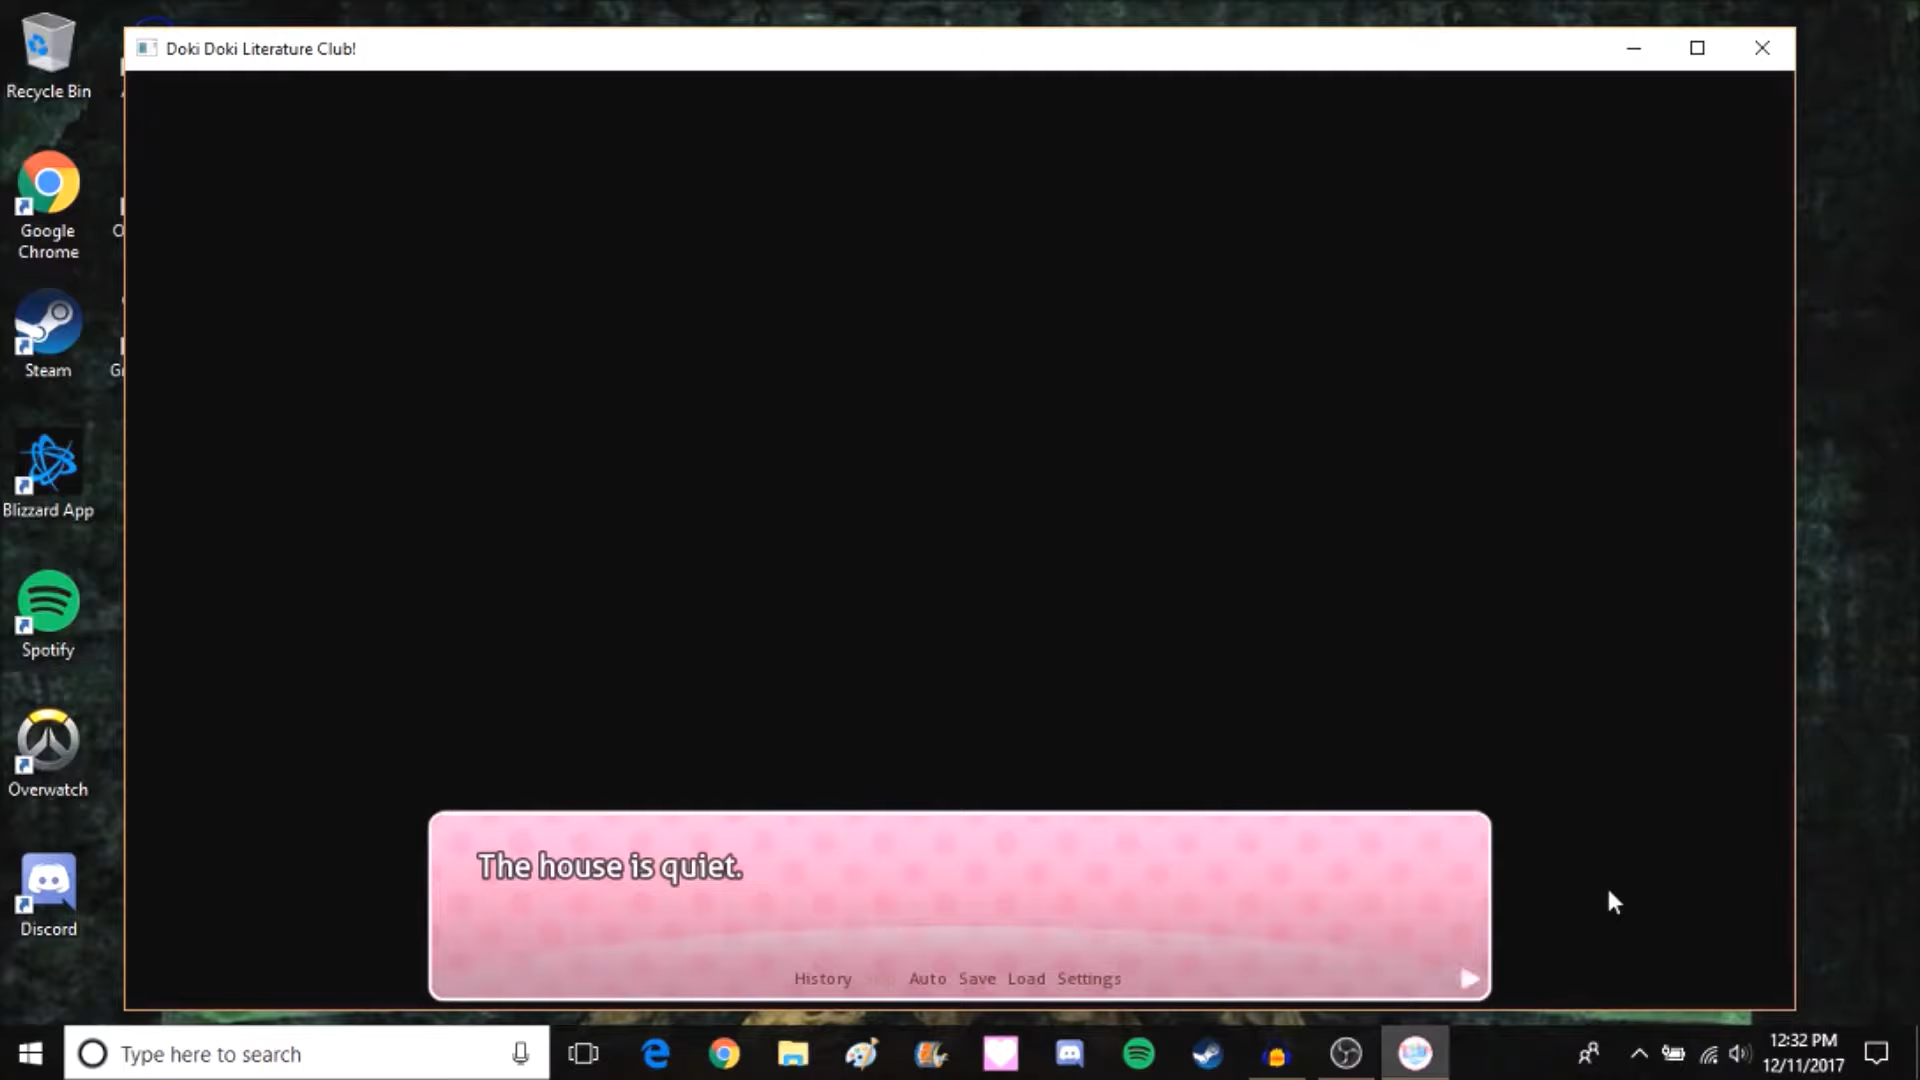 Doki Doki Literature Club!
Recycle Bin
Google
Chrome
Steam
Blizzard App
Spotify
Overwatch
Discord
The house is quiet.
History Auto Save Load Settings
Type here to search
12:32 PM
12/11/2017